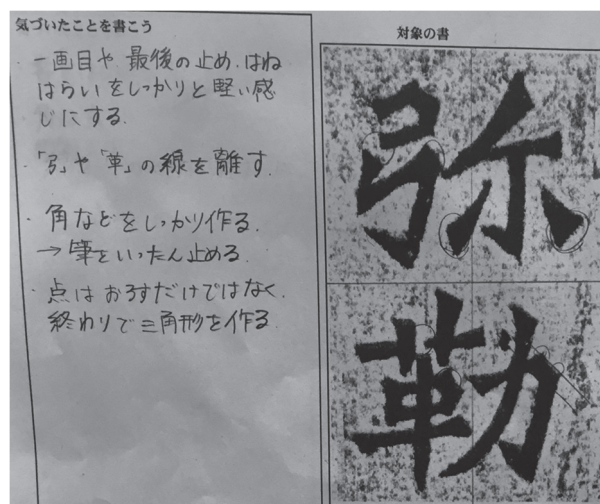 気づいたことを書こう
・一画目や、最後の止め、はね
はらいをしっかりと堅い感
じにする。
・「弓」や「革」の線を離す
・角などをしっかり作る。
→筆をいったん止める。
・点はおろすだけではなく、
終わりで三角形を作る
対象の書
弥
勒